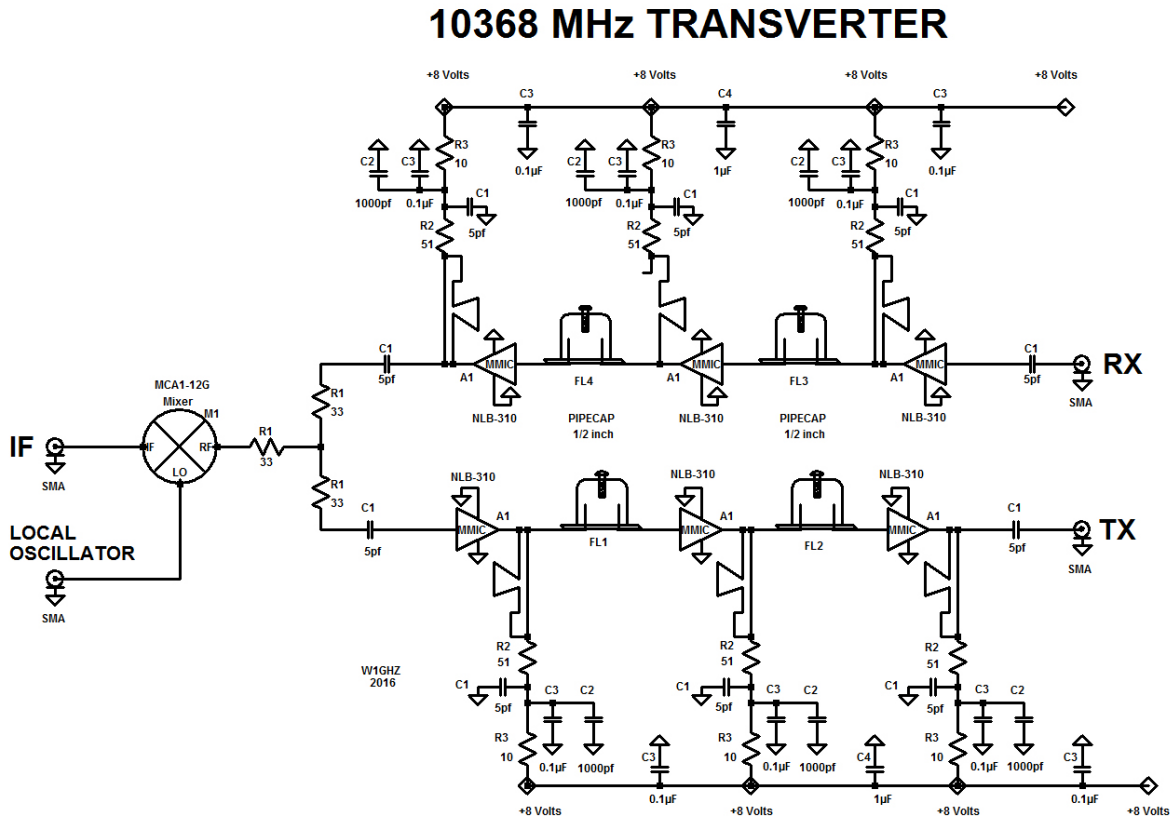 10368 MHz TRANSVERTER
+8 Volts
+8 Volts
+8 Volts
+8 Volts
C3
C4
C3
0.1µF
1µF
0.1µF
C2
C3
R3
10
1000pf
0.1µF
C1
5pf
R2
51
C2
C3
R3
10
1000pf
0.1µF
C1
5pf
R2
51
C2
C3
R3
10
1000pf
0.1µF
C1
5pf
R2
51
C1
5pf
A1
MMIC
NLB-310
FL4
PIPECAP
1/2 inch
A1
MMIC
NLB-310
FL3
PIPECAP
1/2 inch
A1
MMIC
NLB-310
C1
5pf
SMA
RX
MCA1-12G
Mixer
M1
IF
RF
LO
IF
SMA
R1
33
R1
33
R1
33
LOCAL
OSCILLATOR
SMA
C1
5pf
NLB-310
MMIC
A1
FL1
NLB-310
MMIC
A1
FL2
NLB-310
MMIC
A1
C1
5pf
SMA
TX
W1GHZ
2016
R2
51
C1
5pf
C3
C2
R3
10
0.1µF
1000pf
R2
51
C1
5pf
C3
C2
R3
10
0.1µF
1000pf
R2
51
C1
5pf
C3
C2
R3
10
0.1µF
1000pf
C3
0.1µF
C4
1µF
C3
0.1µF
+8 Volts
+8 Volts
+8 Volts
+8 Volts